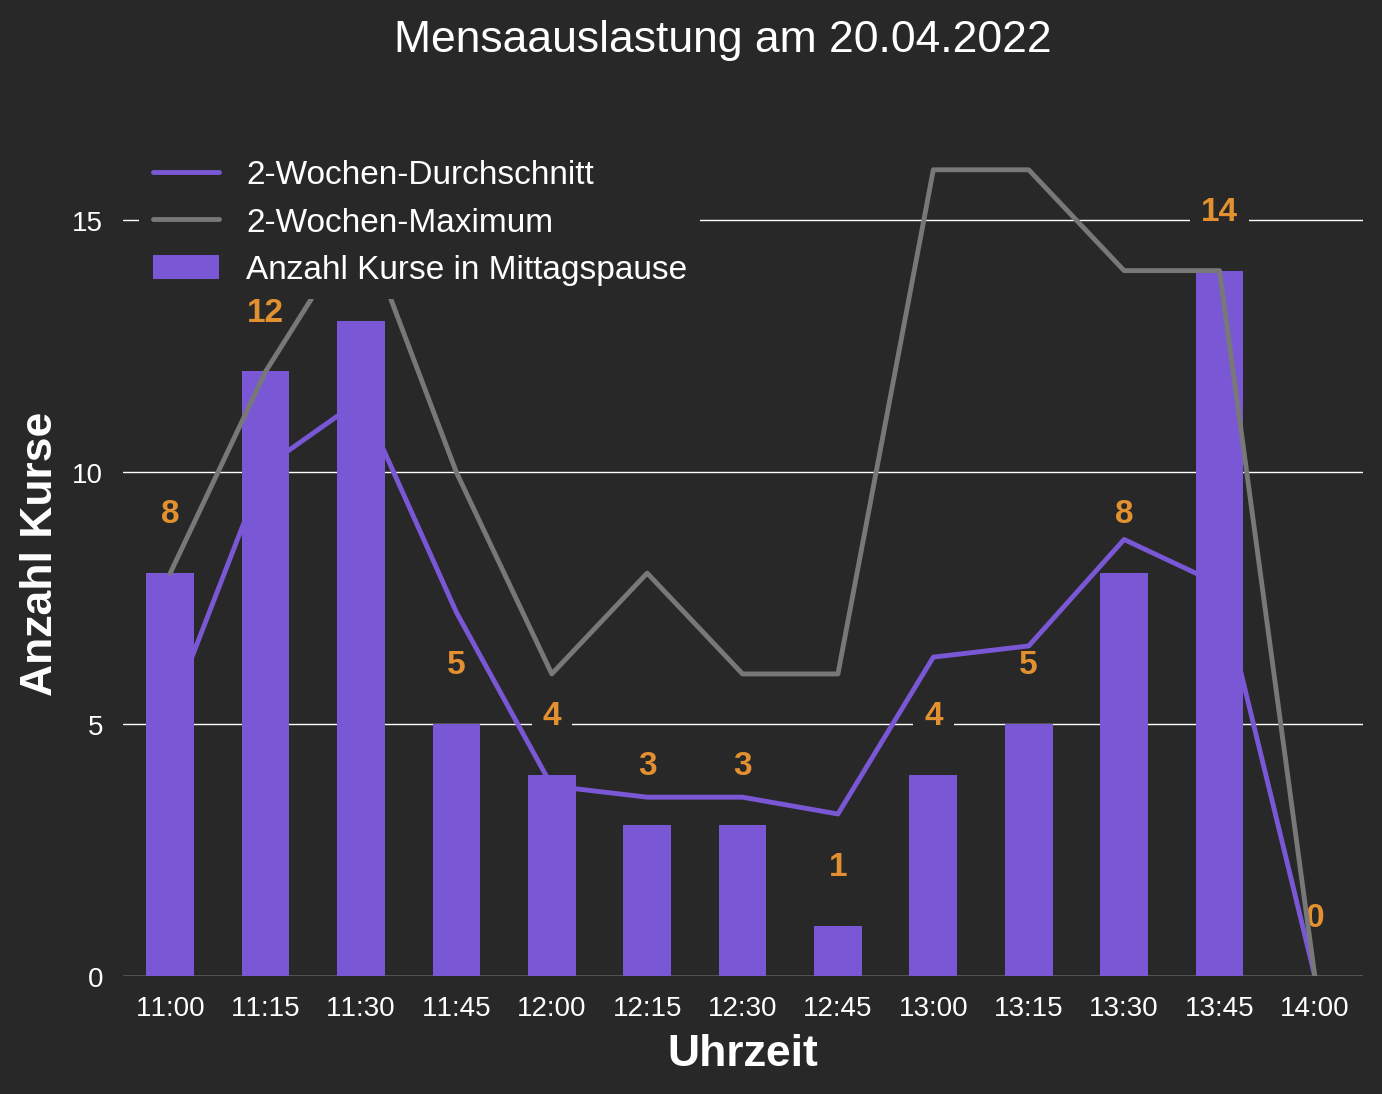 Mensaauslastung am 20.04.2022
2-Wochen-Durchschnitt
2-Wochen-Maximum
Anzahl Kurse in Mittagspause
15
10
5
0
Anzahl Kurse
8
12
5
4
3
3
1
4
5
8
14
0
11:00 11:15 11:30 11:45 12:00 12:15 12:30 12:45 13:00 13:15 13:30 13:45 14:00
Uhrzeit